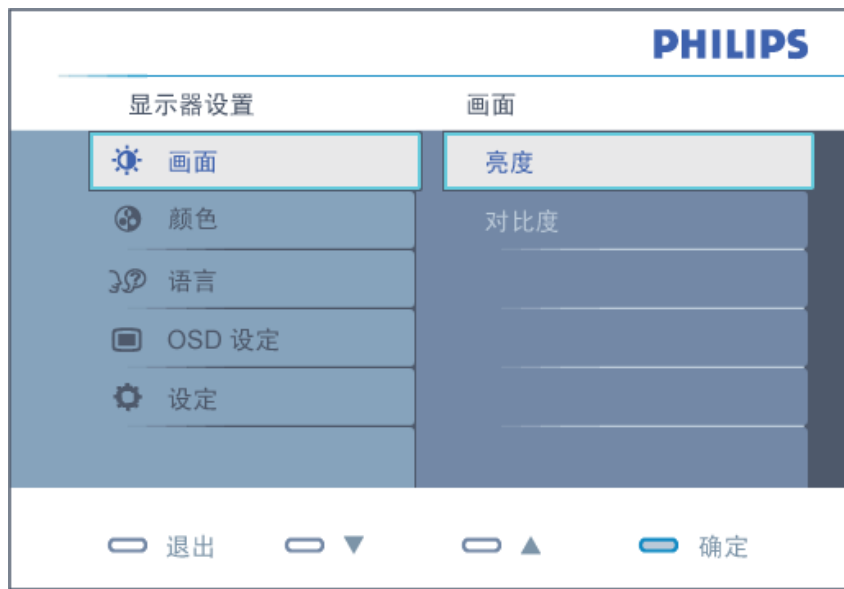 PHILIPS
显示器设置 画面
画面 亮度
颜色 对比度
语言
OSD 设定
设定
退出 ▼ ▲ 确定